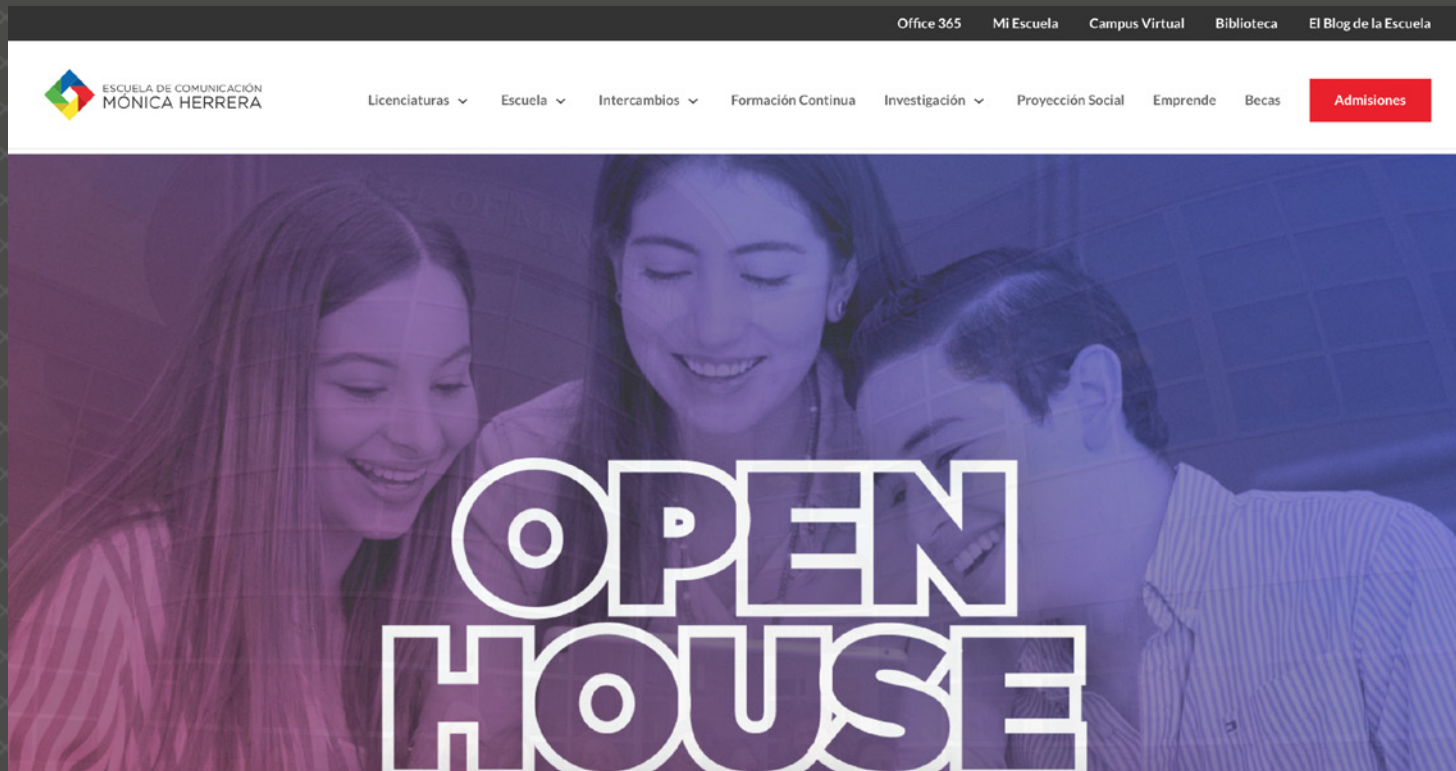 Office 365 Mi Escuela Campus Virtual Biblioteca El Blog de la Escuela
ESCUELA DE COMUNICACIÓN
MÓNICA HERRERA
Licenciaturas Escuela Intercambios Formación Continua Investigación Proyección Social Emprende Becas Admisiones
OPEN
HOUSE